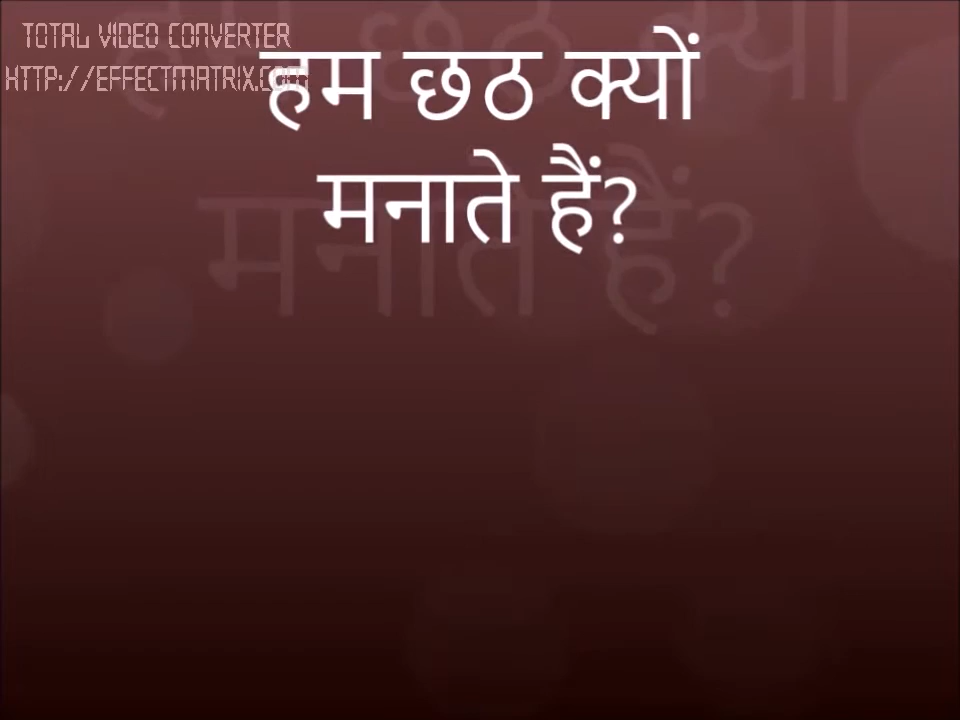 TOTAL VIDEO CONVERTER
HTTP://EFFECTMATRIX.COM
हम छठ क्यों
मनाते हैं?